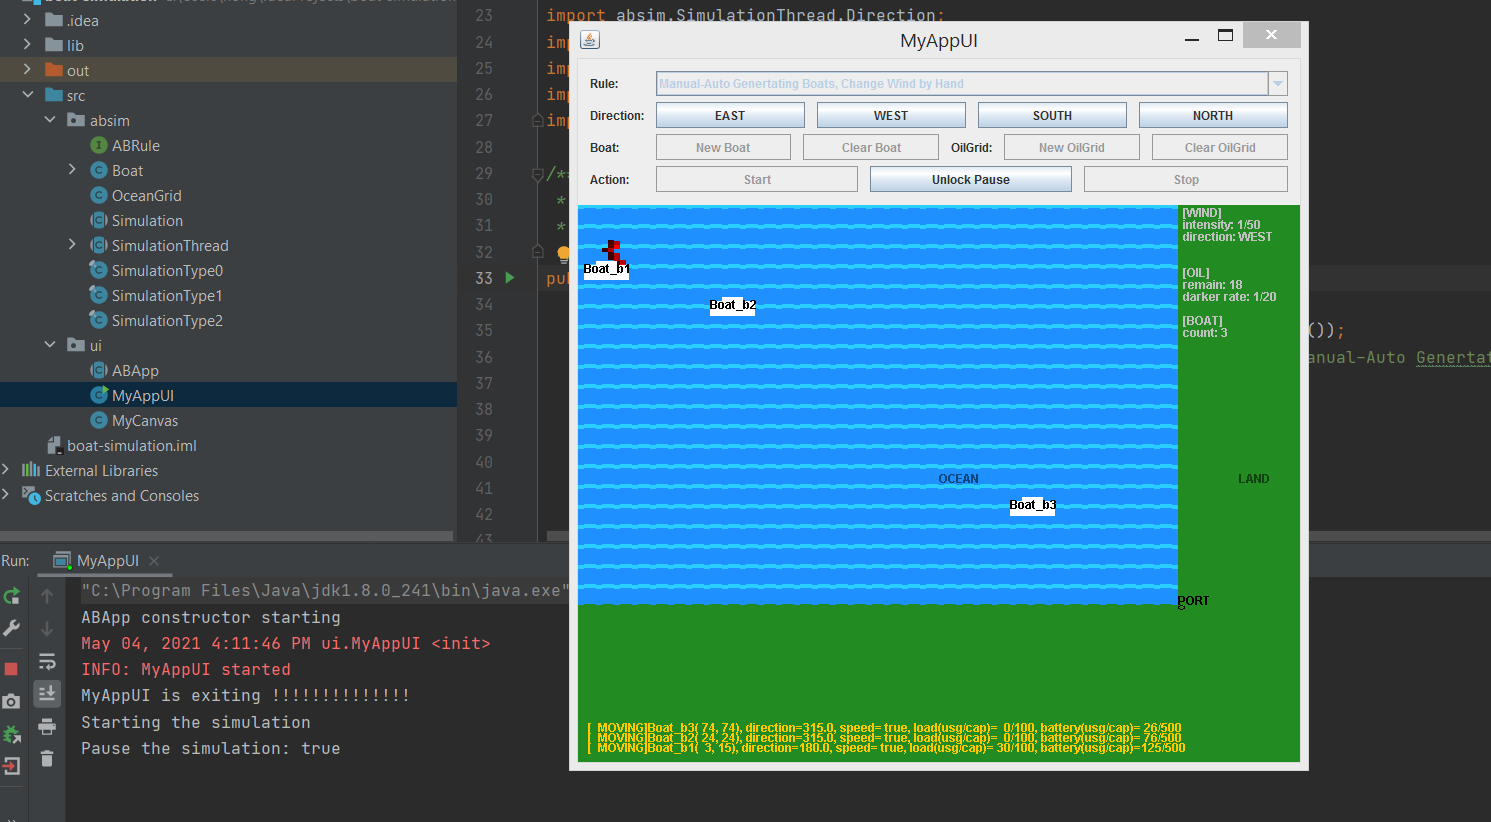 .idea
lib
out
src
absim
ABRule
Boat
OceanGrid
Simulation
SimulationThread
SimulationType0
SimulationType1
SimulationType2
ui
ABApp
MyAppUI
MyCanvas
boat-simulation.iml
External Libraries
Scratches and Consoles
23 import absim.SimulationThread.Direction;
24 im
25 im
26 im
27 im
28
29 /**
30 *
31 *
32
33 pu
34
35 ());
36 anual-Auto Genertat
37
38
39
40
41
42
43
MyAppUI
Rule: Manual-Auto Genertating Boats, Change Wind by Hand
Direction: EAST WEST SOUTH NORTH
Boat: New Boat Clear Boat OilGrid: New OilGrid Clear OilGrid
Action: Start Unlock Pause Stop
[WIND]
intensity: 1/50
direction: WEST
[OIL]
remain: 18
darker rate: 1/20
[BOAT]
count: 3
Boat_b1
Boat_b2
OCEAN
LAND
Boat_b3
PORT
[ MOVING]Boat_b3( 74, 74), direction=315.0, speed= true, load(usg/cap)= 0/100, battery(usg/cap)= 26/500
[ MOVING]Boat_b2( 24, 24), direction=315.0, speed= true, load(usg/cap)= 0/100, battery(usg/cap)= 76/500
[ MOVING]Boat_b1( 3, 15), direction=180.0, speed= true, load(usg/cap)= 30/100, battery(usg/cap)=125/500
Run: MyAppUI
"C:\Program Files\Java\jdk1.8.0_241\bin\java.exe"
ABApp constructor starting
May 04, 2021 4:11:46 PM ui.MyAppUI <init>
INFO: MyAppUI started
MyAppUI is exiting !!!!!!!!!!!!!!
Starting the simulation
Pause the simulation: true